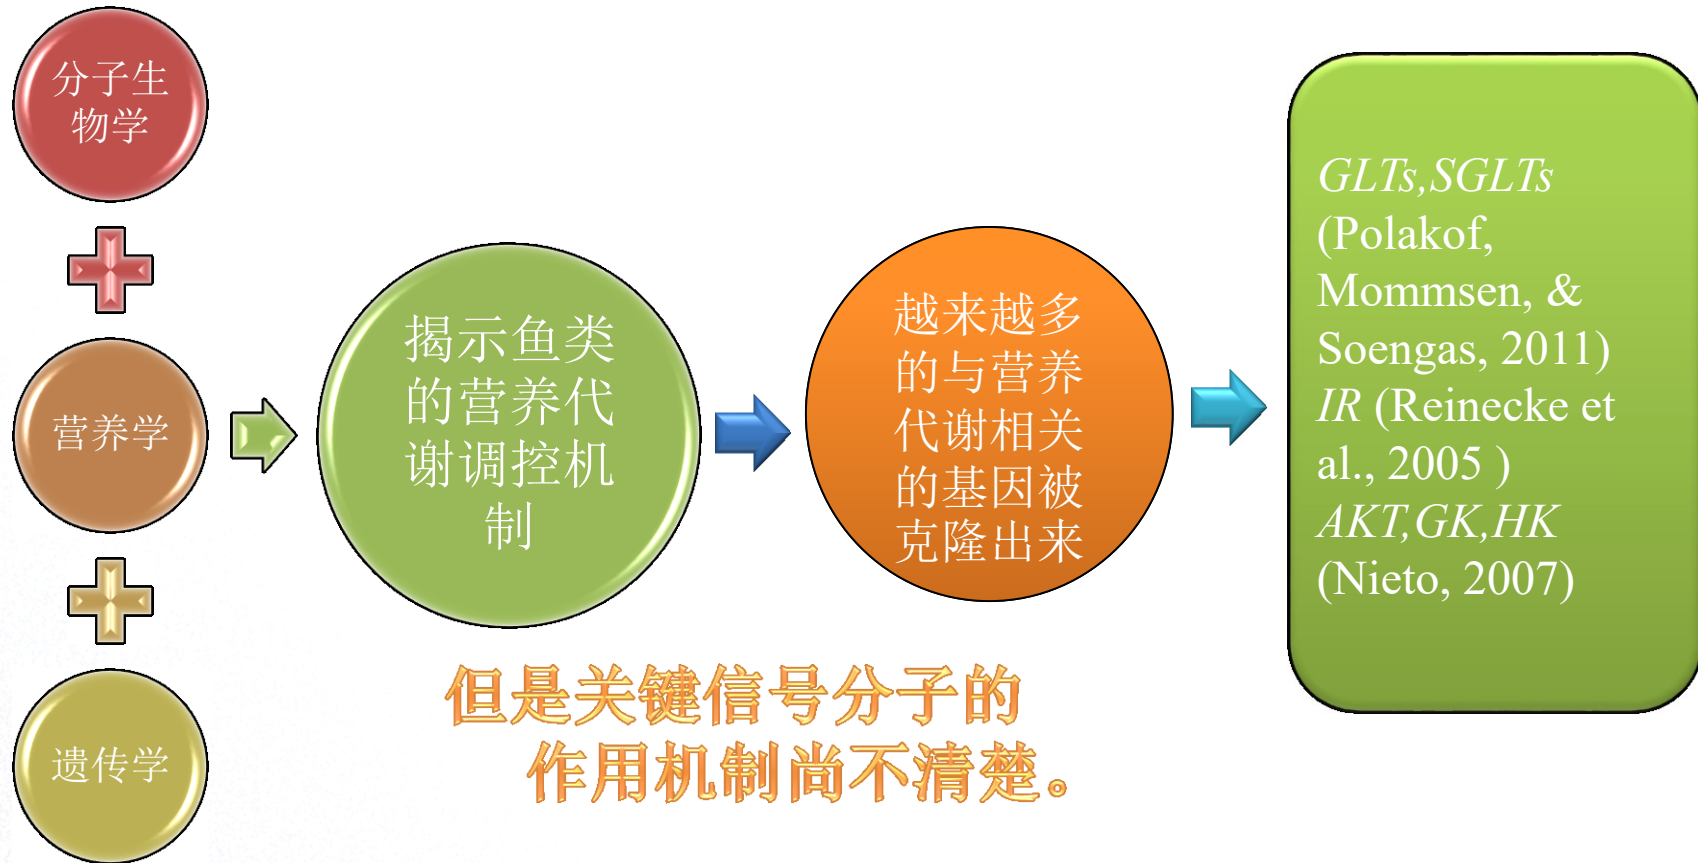 分子生
物学
营养学
遗传学
揭示鱼类
的营养代
谢调控机
制
越来越多
的与营养
代谢相关
的基因被
克隆出来
GLTs,SGLTs
(Polakof,
Mommsen, &
Soengas, 2011)
IR (Reinecke et
al., 2005 )
AKT,GK,HK
(Nieto, 2007)
但是关键信号分子的
作用机制尚不清楚。